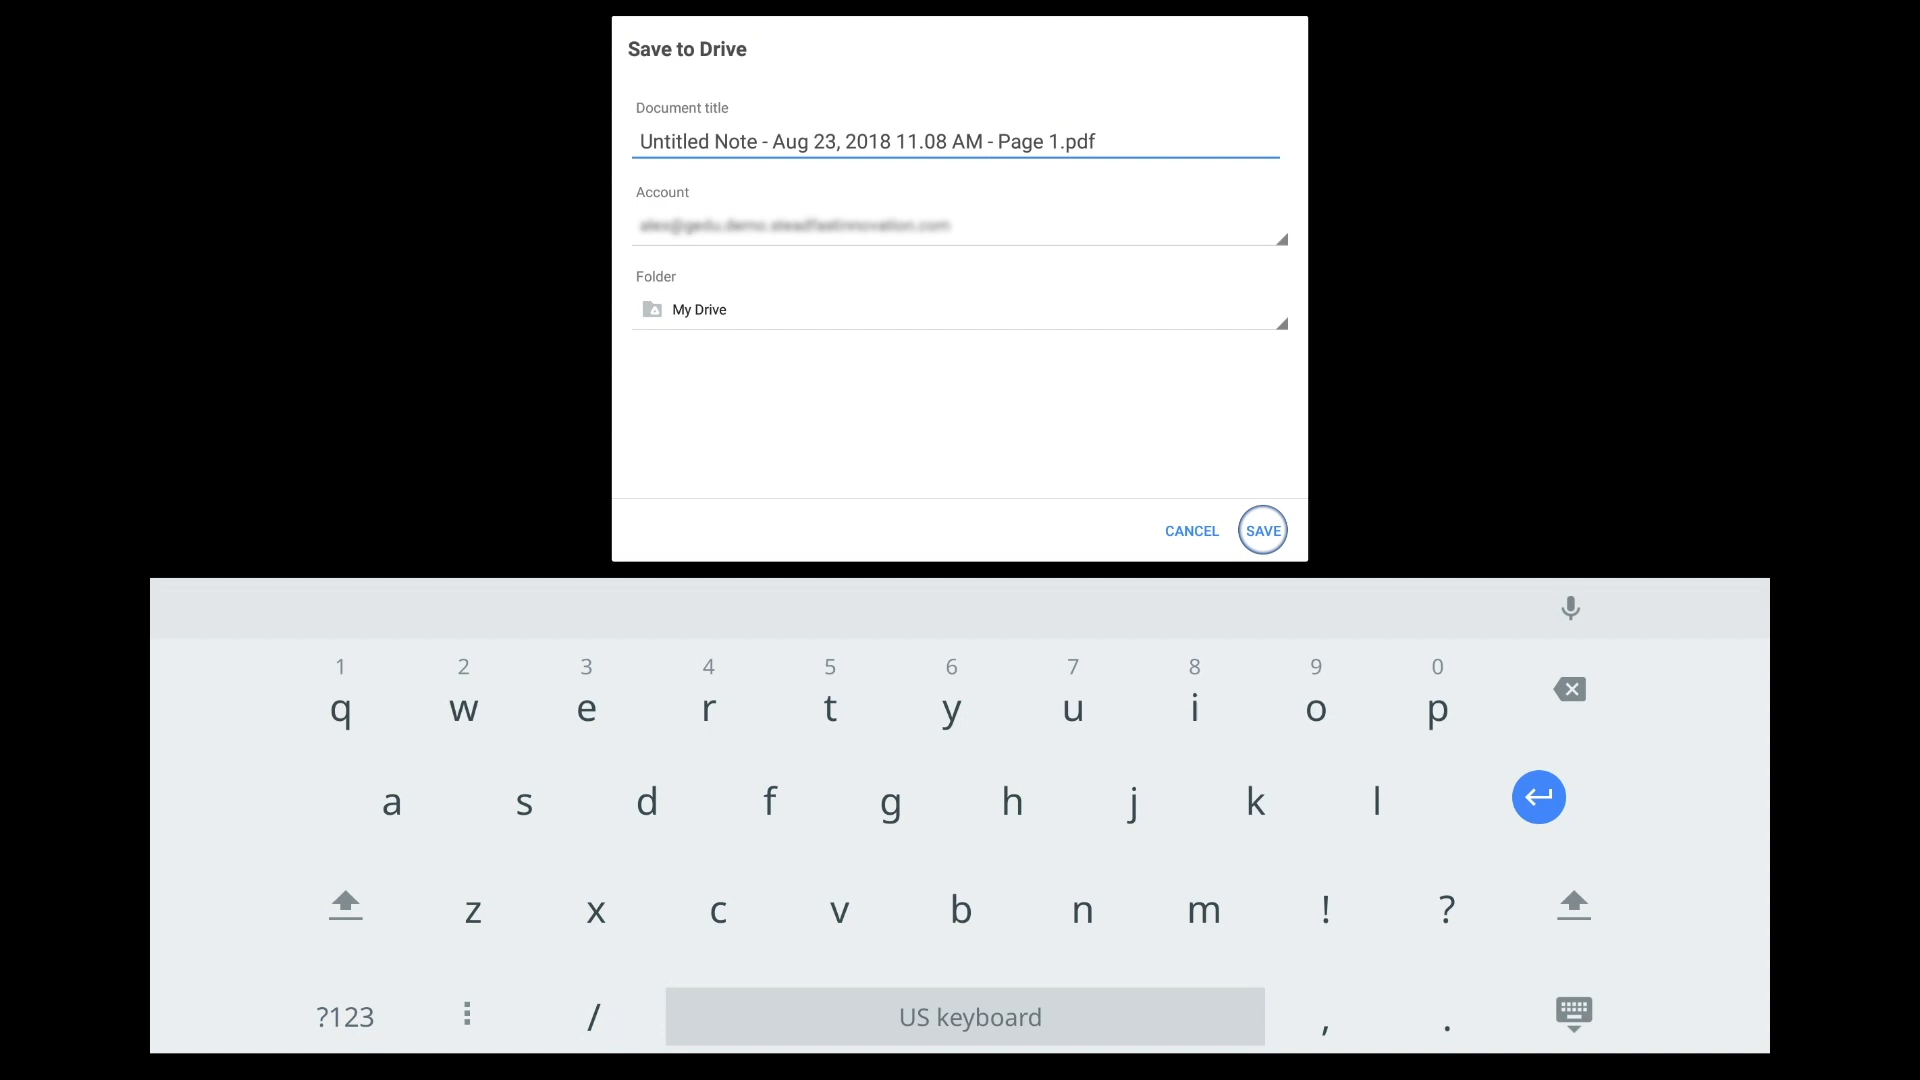 Save to Drive
Document title
Untitled Note - Aug 23, 2018 11.08 AM - Page 1.pdf
Account
Folder
My Drive
CANCEL SAVE
1 2 3 4 5 6 7 8 9 0
q w e r t y u i o p
a s d f g h j k l
z x c v b n m ! ?
?123 / US keyboard , .